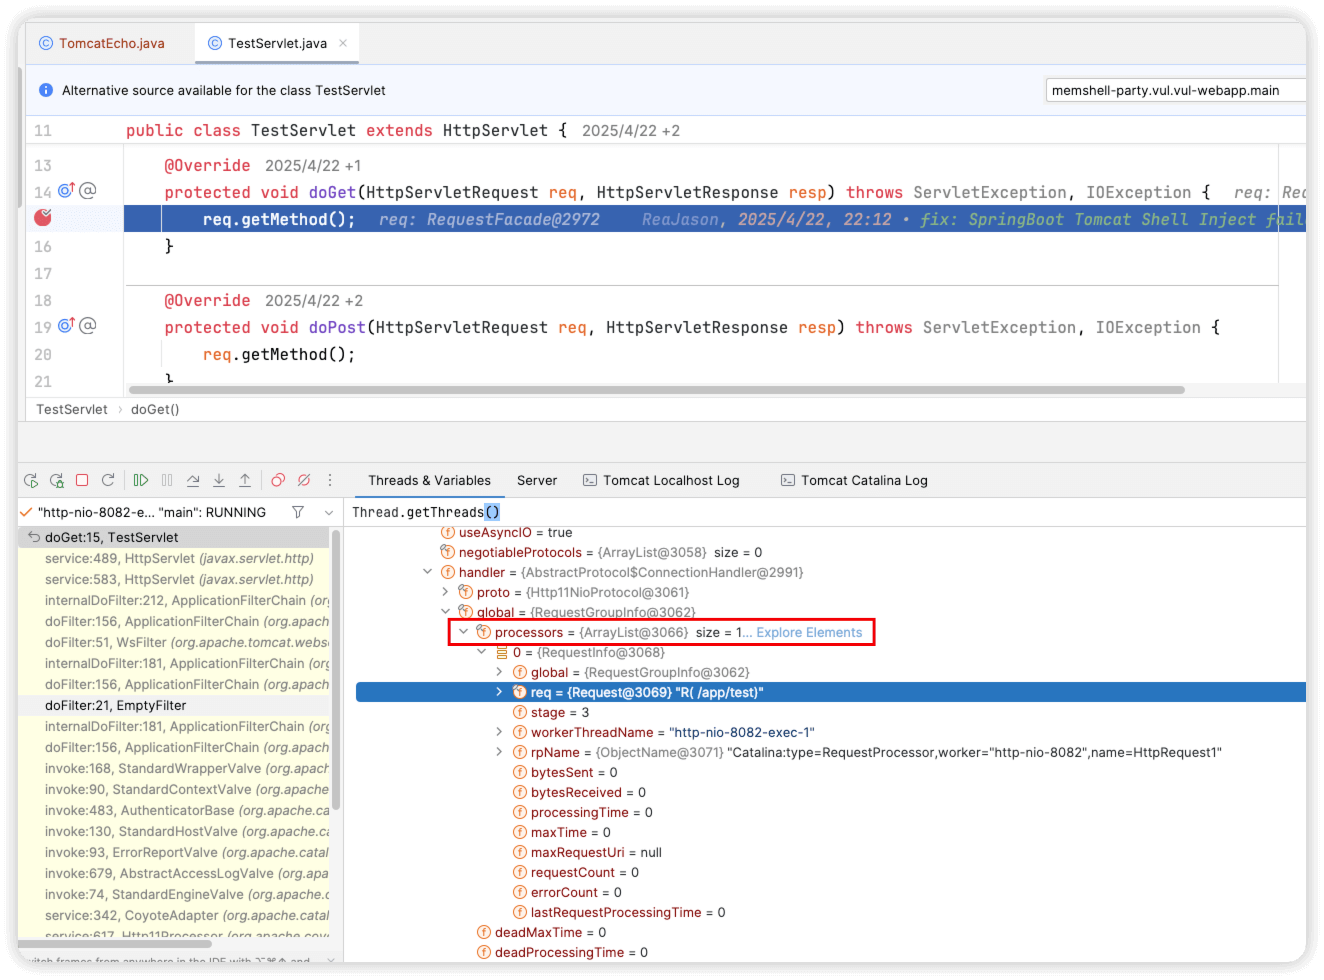 TomcatEcho.java
TestServlet.java
Alternative source available for the class TestServlet
memshell-party.vul.vul-webapp.main
11 public class TestServlet extends HttpServlet { 2025/4/22 +2
13 @Override 2025/4/22 +1
14 protected void doGet(HttpServletRequest req, HttpServletResponse resp) throws ServletException, IOException { req:
req.getMethod(); req: RequestFacade@2972 ReaJason, 2025/4/22, 22:12 • fix: SpringBoot Tomcat Shell Inject
16 }
17
18 @Override 2025/4/22 +2
19 protected void doPost(HttpServletRequest req, HttpServletResponse resp) throws ServletException, IOException {
20 req.getMethod();
21 }
TestServlet › doGet()
Threads & Variables
Server
Tomcat Localhost Log
Tomcat Catalina Log
"http-nio-8082-e... "main": RUNNING
doGet:15, TestServlet
service:489, HttpServlet (javax.servlet.http)
service:583, HttpServlet (javax.servlet.http)
internalDoFilter:212, ApplicationFilterChain
doFilter:156, ApplicationFilterChain (org.apach
doFilter:51, WsFilter (org.apache.tomcat.webs
internalDoFilter:181, ApplicationFilterChain
doFilter:156, ApplicationFilterChain (org.apach
doFilter:21, EmptyFilter
internalDoFilter:181, ApplicationFilterChain
doFilter:156, ApplicationFilterChain (org.apach
invoke:168, StandardWrapperValve (org.apach
invoke:90, StandardContextValve (org.apache
invoke:483, AuthenticatorBase (org.apache.ca
invoke:130, StandardHostValve (org.apache.ca
invoke:93, ErrorReportValve (org.apache.catal
invoke:679, AbstractAccessLogValve (org.apa
invoke:74, StandardEngineValve (org.apache.c
service:342, CoyoteAdapter (org.apache.catal
service:617, Http11Processor (org.apache.coyo
Thread.getThreads()
useAsyncIO = true
negotiableProtocols = {ArrayList@3058} size = 0
handler = {AbstractProtocol$ConnectionHandler@2991}
proto = {Http11NioProtocol@3061}
global = {RequestGroupInfo@3062}
processors = {ArrayList@3066} size = 1... Explore Elements
0 = {RequestInfo@3068}
global = {RequestGroupInfo@3062}
req = {Request@3069} "R( /app/test)"
stage = 3
workerThreadName = "http-nio-8082-exec-1"
rpName = {ObjectName@3071} "Catalina:type=RequestProcessor,worker="http-nio-8082",name=HttpRequest1"
bytesSent = 0
bytesReceived = 0
processingTime = 0
maxTime = 0
maxRequestUri = null
requestCount = 0
errorCount = 0
lastRequestProcessingTime = 0
deadMaxTime = 0
deadProcessingTime = 0